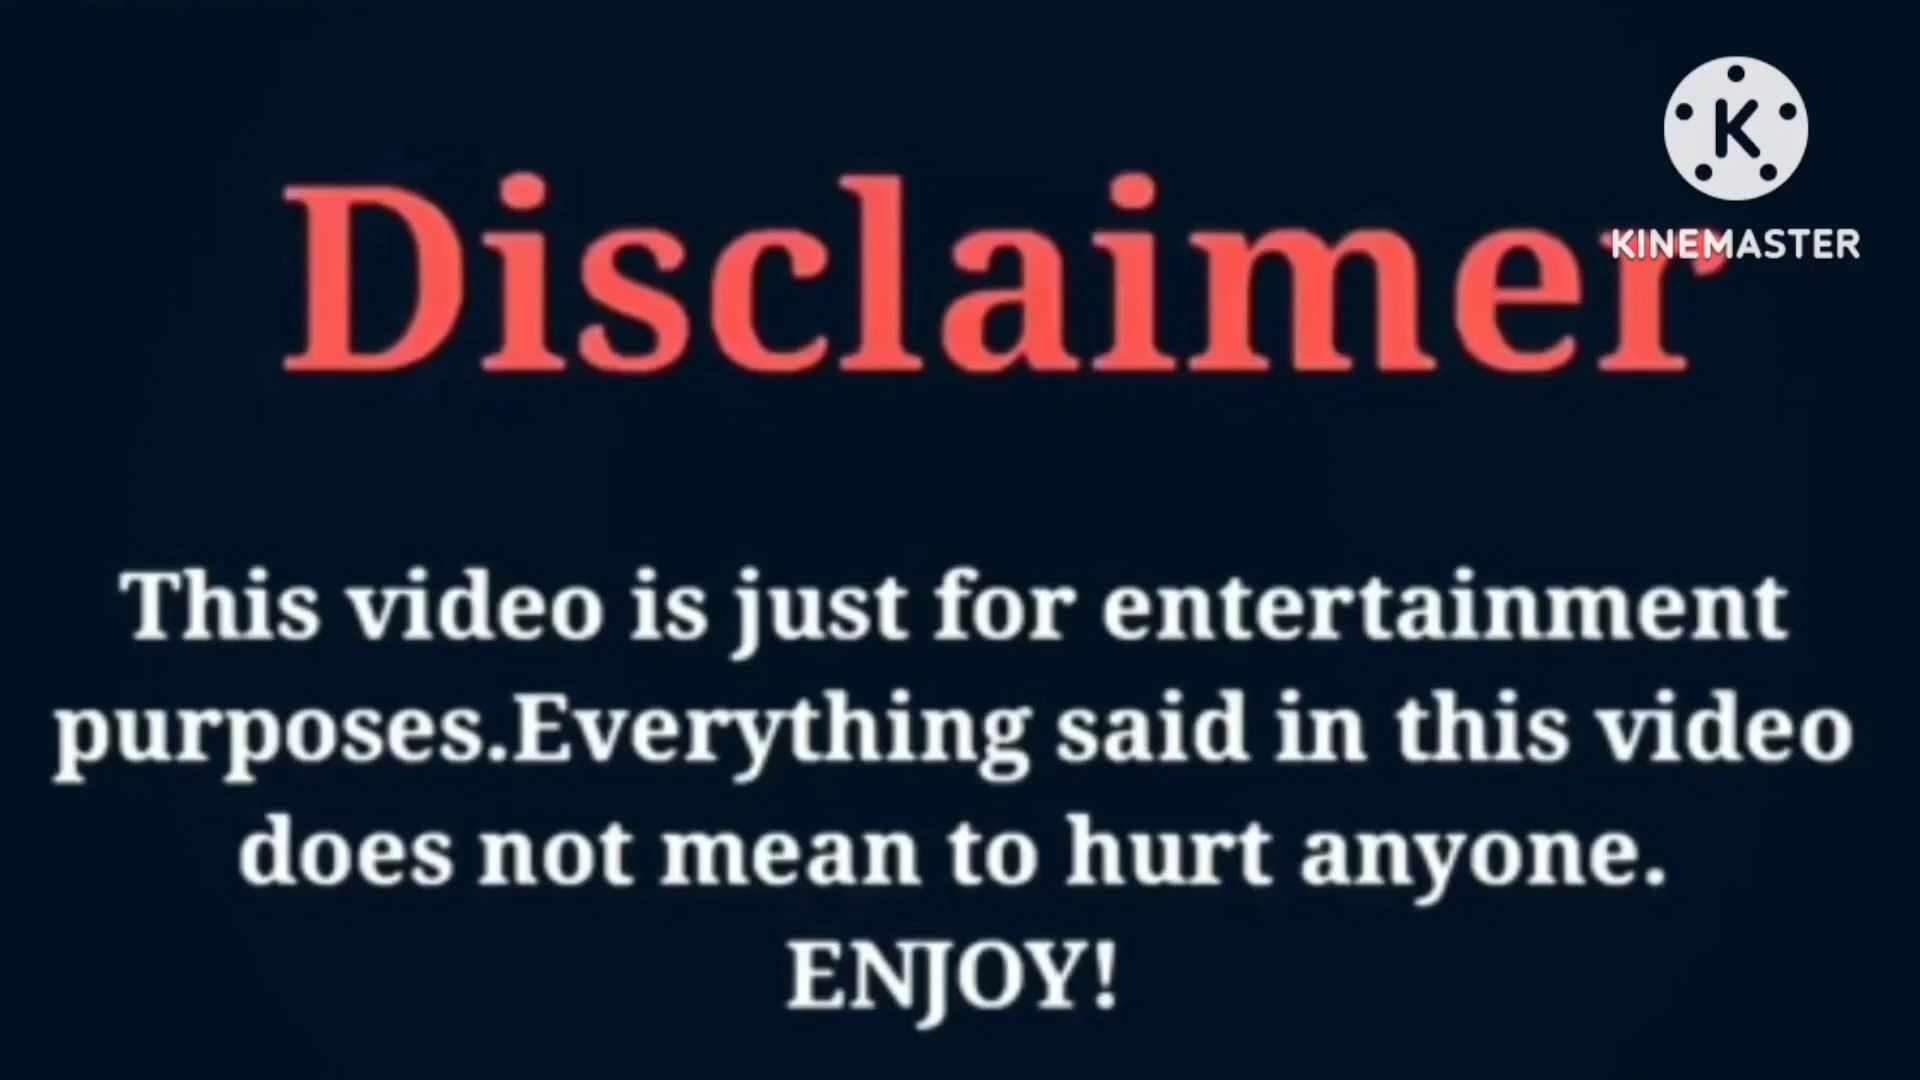 K
KINEMASTER
Disclaimer
This video is just for entertainment
purposes.Everything said in this video
does not mean to hurt anyone.
ENJOY!